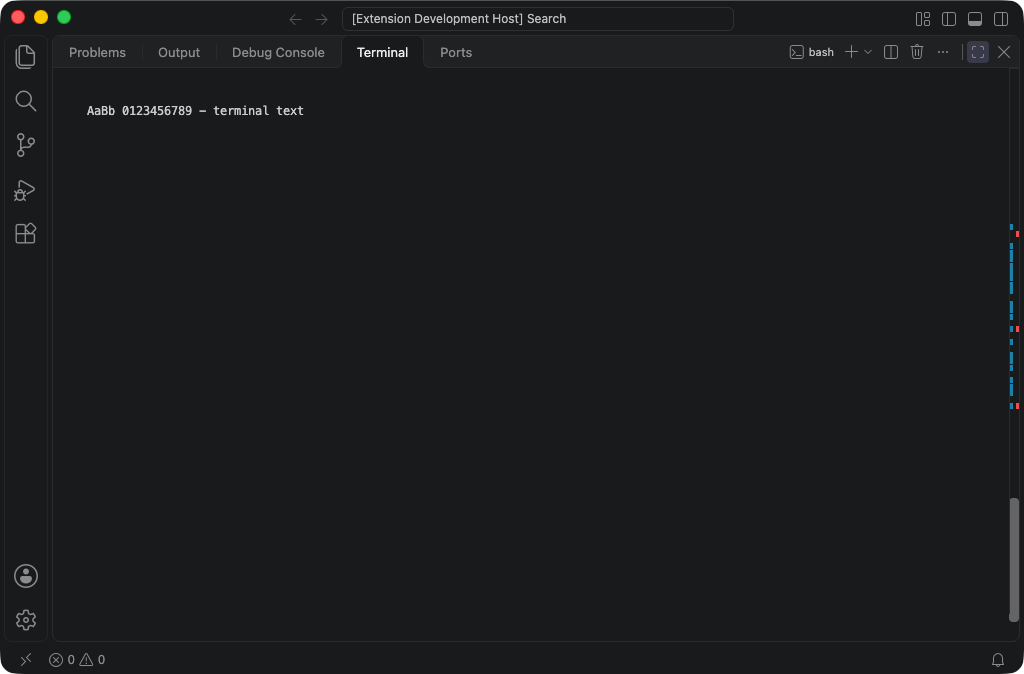 [Extension Development Host] Search
Problems Output Debug Console Terminal Ports bash
AaBb 0123456789 – terminal text
0 0